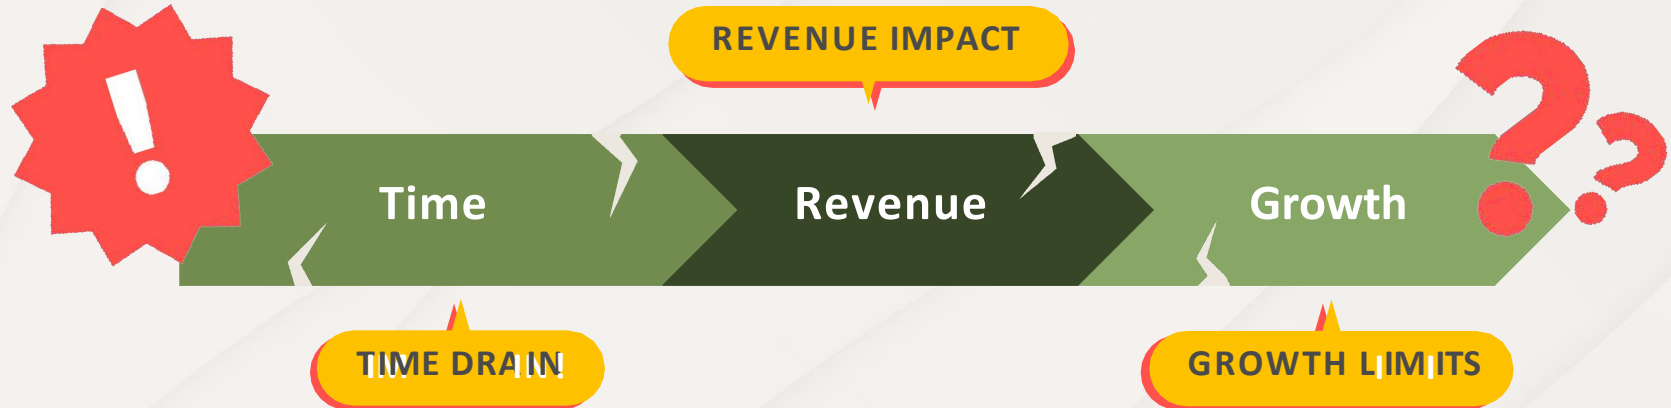 REVENUE IMPACT
Time
Revenue
Growth
TIME DRAIN!
GROWTH LIMITS